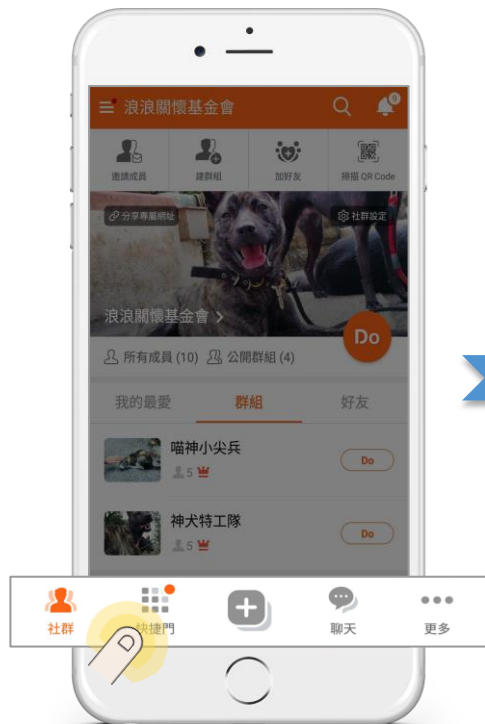 浪浪關懷基金會
0
邀請成員 建群組 加好友 掃描 QR Code
分享專屬網址 社群設定
浪浪關懷基金會 >
Do
所有成員 (10) 公開群組 (4)
我的最愛 群組 好友
喵神小尖兵
5
Do
神犬特工隊
5
Do
社群 快捷門 聊天 更多